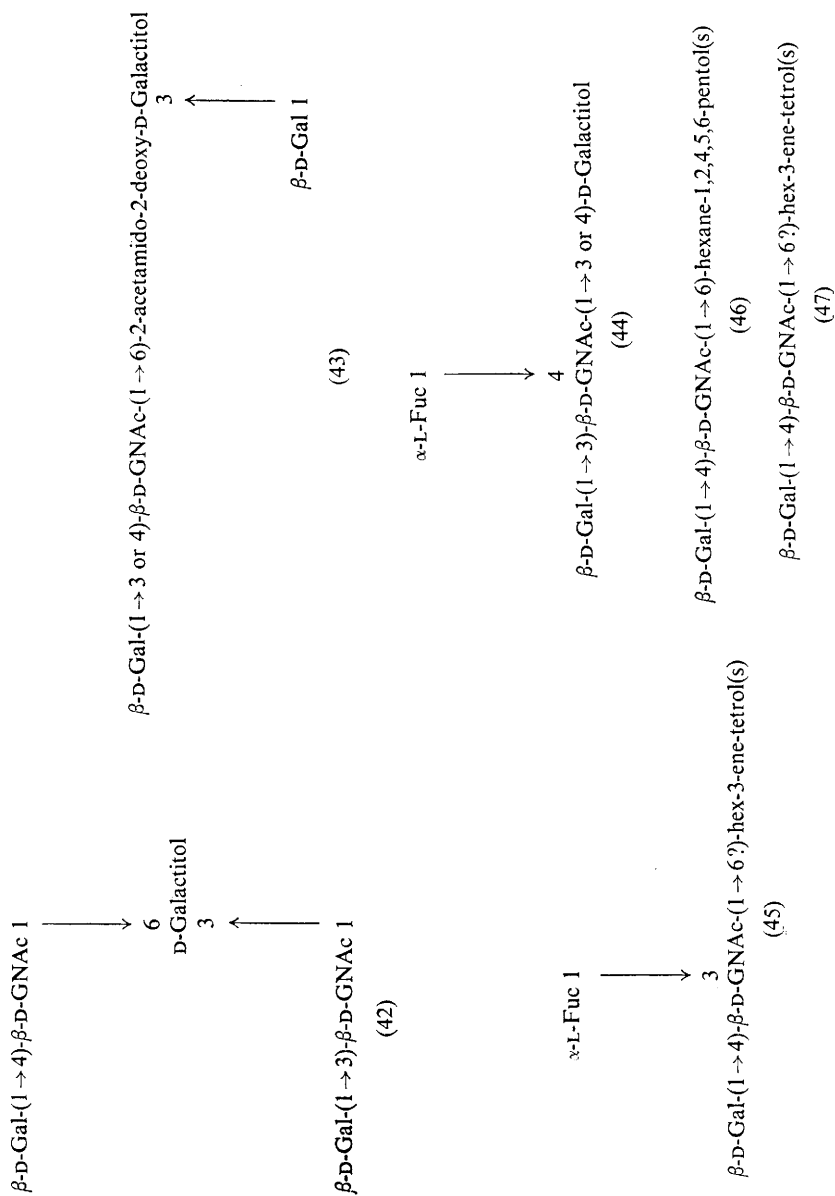 β-D-Gal-(1→4)-β-D-GNAc 1
6
D-Galactitol
3
β-D-Gal-(1→3)-β-D-GNAc 1
(42)
β-D-Gal-(1→3 or 4)-β-D-GNAc-(1→6)-2-acetamido-2-deoxy-D-Galactitol
3
β-D-Gal 1
(43)
α-L-Fuc 1
4
β-D-Gal-(1→3)-β-D-GNAc-(1→3 or 4)-D-Galactitol
(44)
α-L-Fuc 1
3
β-D-Gal-(1→4)-β-D-GNAc-(1→6?)-hex-3-ene-tetrol(s)
(45)
β-D-Gal-(1→4)-β-D-GNAc-(1→6)-hexane-1,2,4,5,6-pentol(s)
(46)
β-D-Gal-(1→4)-β-D-GNAc-(1→6?)-hex-3-ene-tetrol(s)
(47)